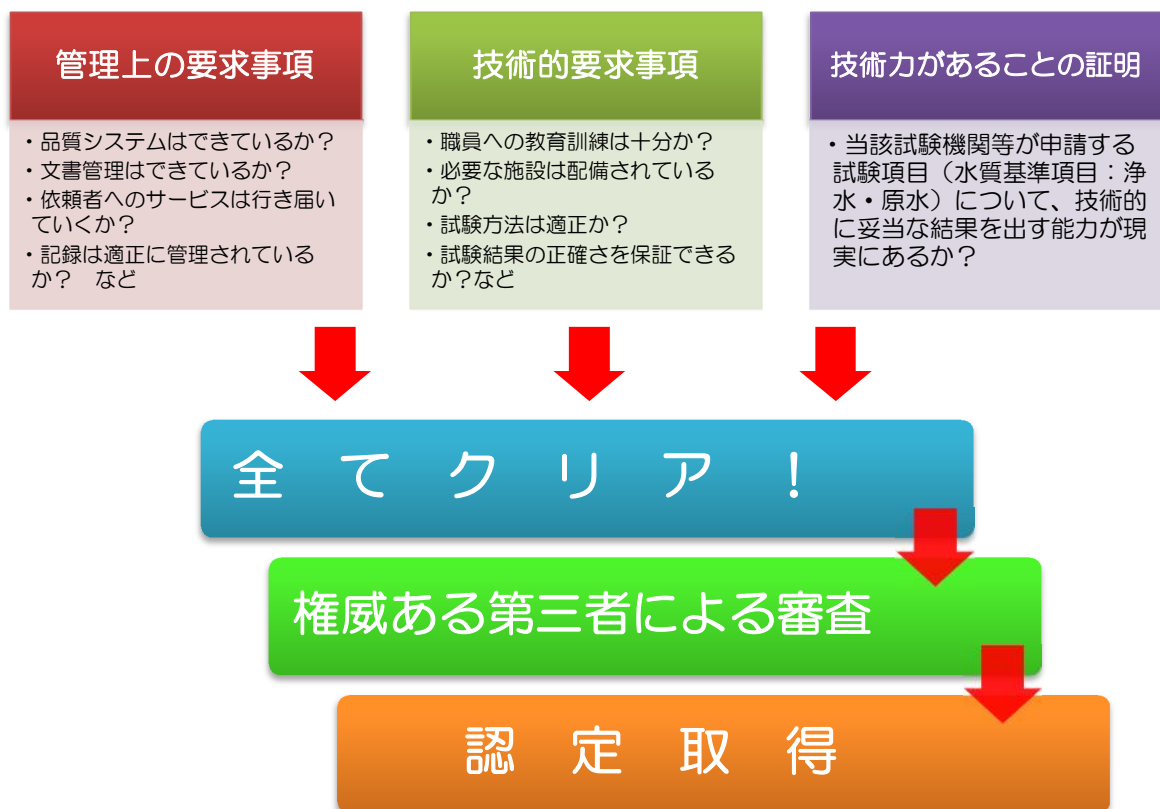 管理上の要求事項
・品質システムはできているか？
・文書管理はできているか？
・依頼者へのサービスは行き届い
ていくか？
・記録は適正に管理されている
か？　など
技術的要求事項
・職員への教育訓練は十分か？
・必要な施設は配備されている
か？
・試験方法は適正か？
・試験結果の正確さを保証できる
か？など
技術力があることの証明
・当該試験機関等が申請する
試験項目（水質基準項目：浄
水・原水）について、技術的
に妥当な結果を出す能力が現
実にあるか？
全　て　ク　リ　ア　！
権威ある第三者による審査
認　定　取　得